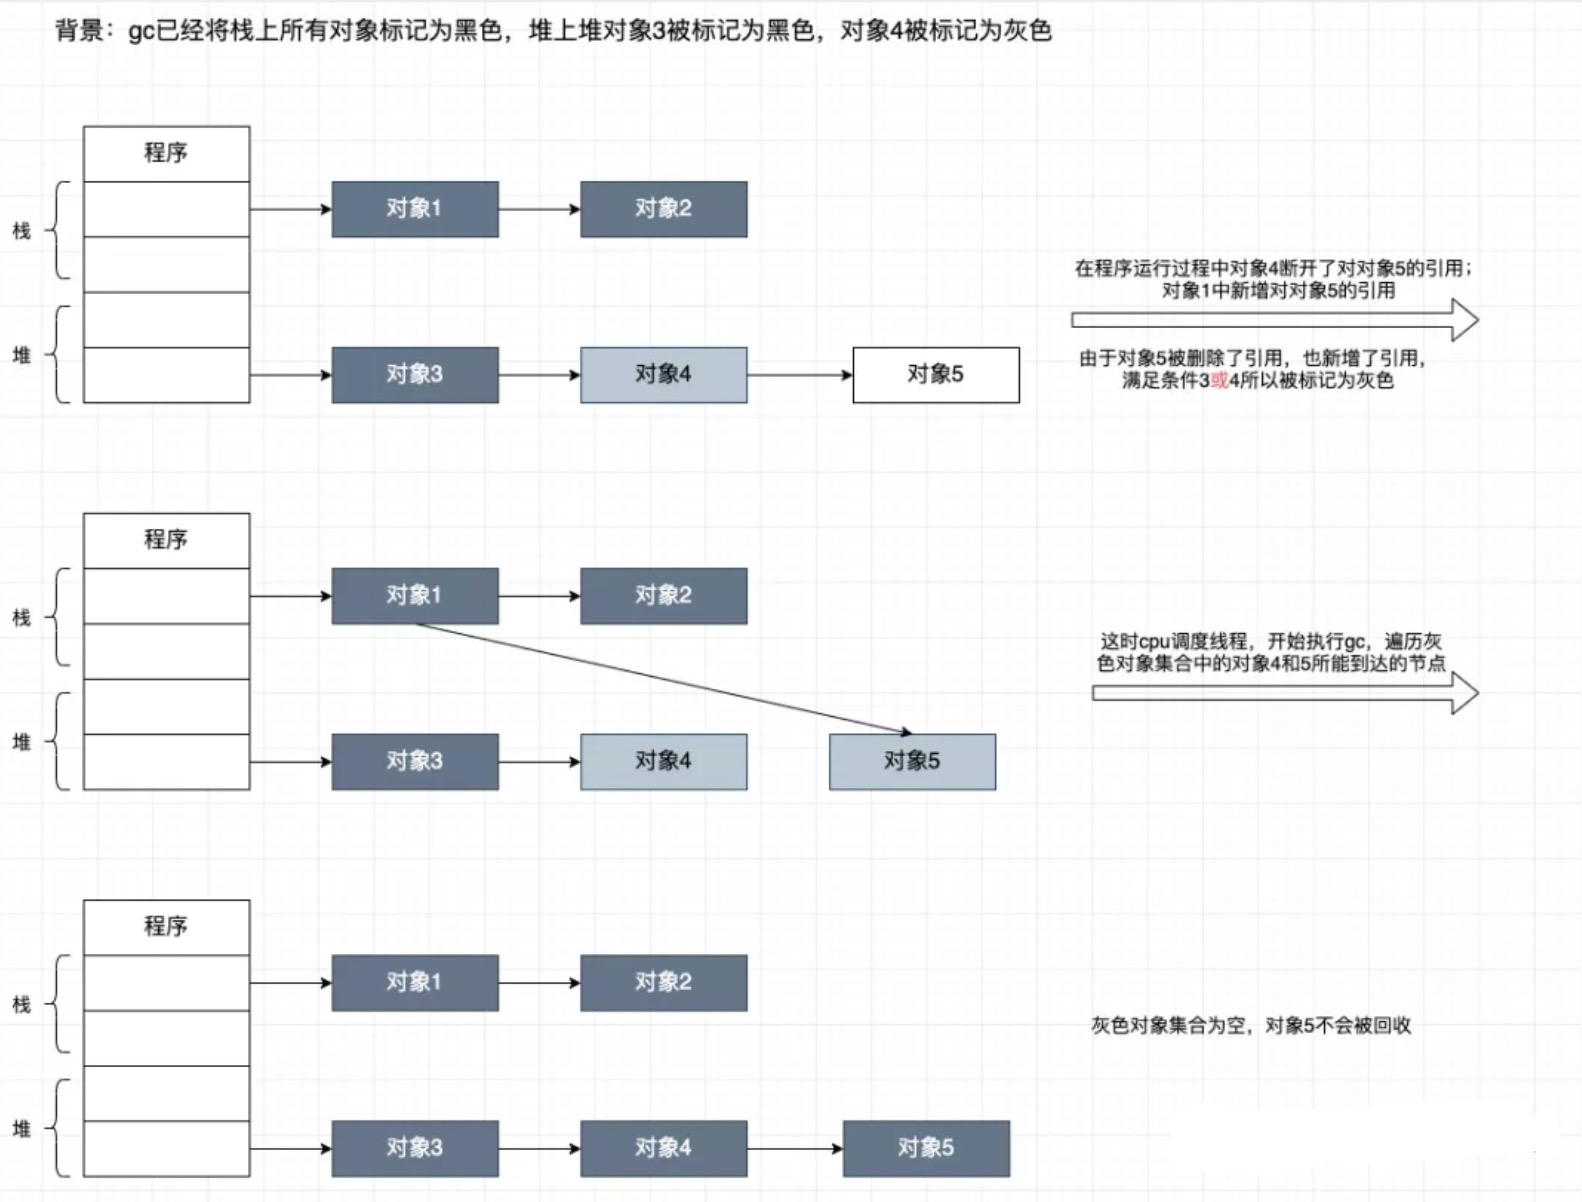 背景：gc已经将栈上所有对象标记为黑色，堆上堆对象3被标记为黑色，对象4被标记为灰色
程序
栈
对象1
对象2
堆
对象3
对象4
对象5
在程序运行过程中对象4断开了对对象5的引用；
对象1中新增对对象5的引用
由于对象5被删除了引用，也新增了引用，
满足条件3或4所以被标记为灰色
程序
栈
对象1
对象2
堆
对象3
对象4
对象5
这时cpu调度线程，开始执行gc，遍历灰
色对象集合中的对象4和5所能到达的节点
程序
栈
对象1
对象2
堆
对象3
对象4
对象5
灰色对象集合为空，对象5不会被回收